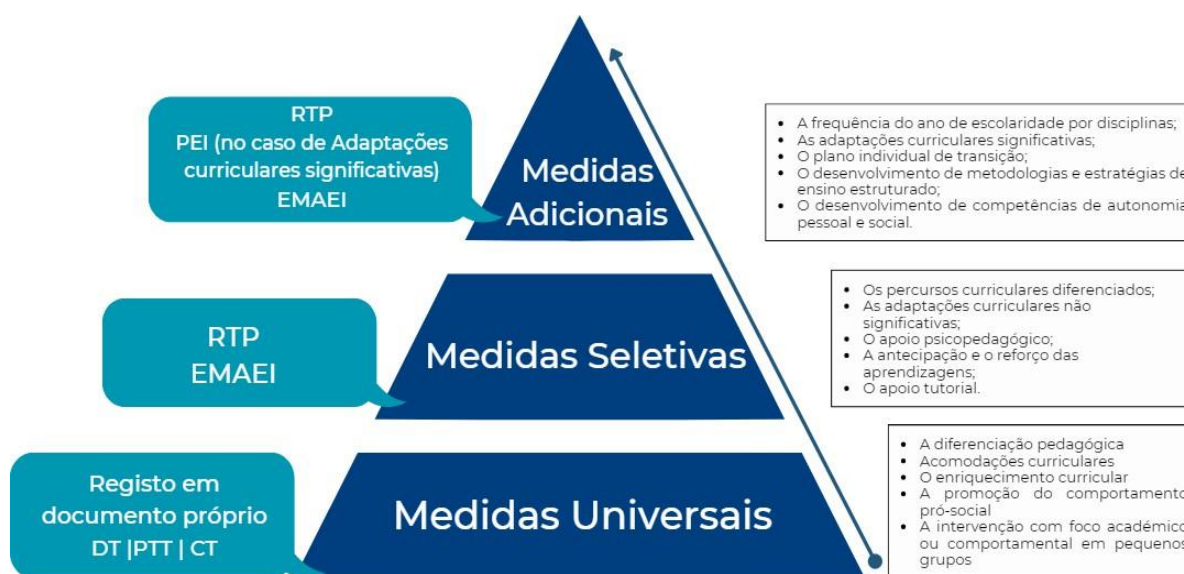 RTP
PEI (no caso de Adaptações
curriculares significativas)
EMAEI
Medidas
Adicionais
• A frequência do ano de escolaridade por disciplinas;
• As adaptações curriculares significativas;
• O plano individual de transição;
• O desenvolvimento de metodologias e estratégias de
ensino estruturado;
• O desenvolvimento de competências de autonomia
pessoal e social.
RTP
EMAEI
Medidas Seletivas
• Os percursos curriculares diferenciados;
• As adaptações curriculares não
significativas;
• O apoio psicopedagógico;
• A antecipação e o reforço das
aprendizagens;
• O apoio tutorial.
Registo em
documento próprio
DT |PTT | CT
Medidas Universais
• A diferenciação pedagógica
• Acomodações curriculares
• O enriquecimento curricular
• A promoção do comportamento
pró-social
• A intervenção com foco académico
ou comportamental em pequenos
grupos